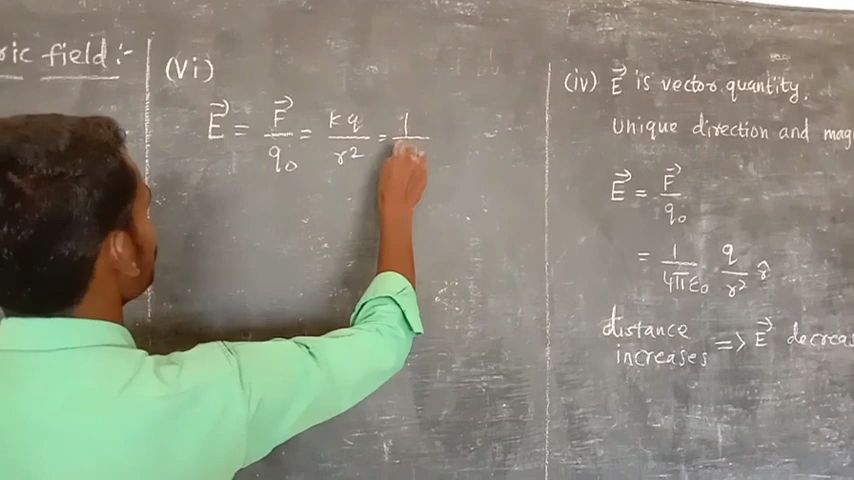 ric field :-
(vi)
E⃗ = F⃗/q₀ = kq/r² = 1/
(iv) E⃗ is vector quantity.
Unique direction and mag
E⃗ = F⃗/q₀
= 1/4πε₀ q/r² r̂
distance
increases => E⃗ decreas